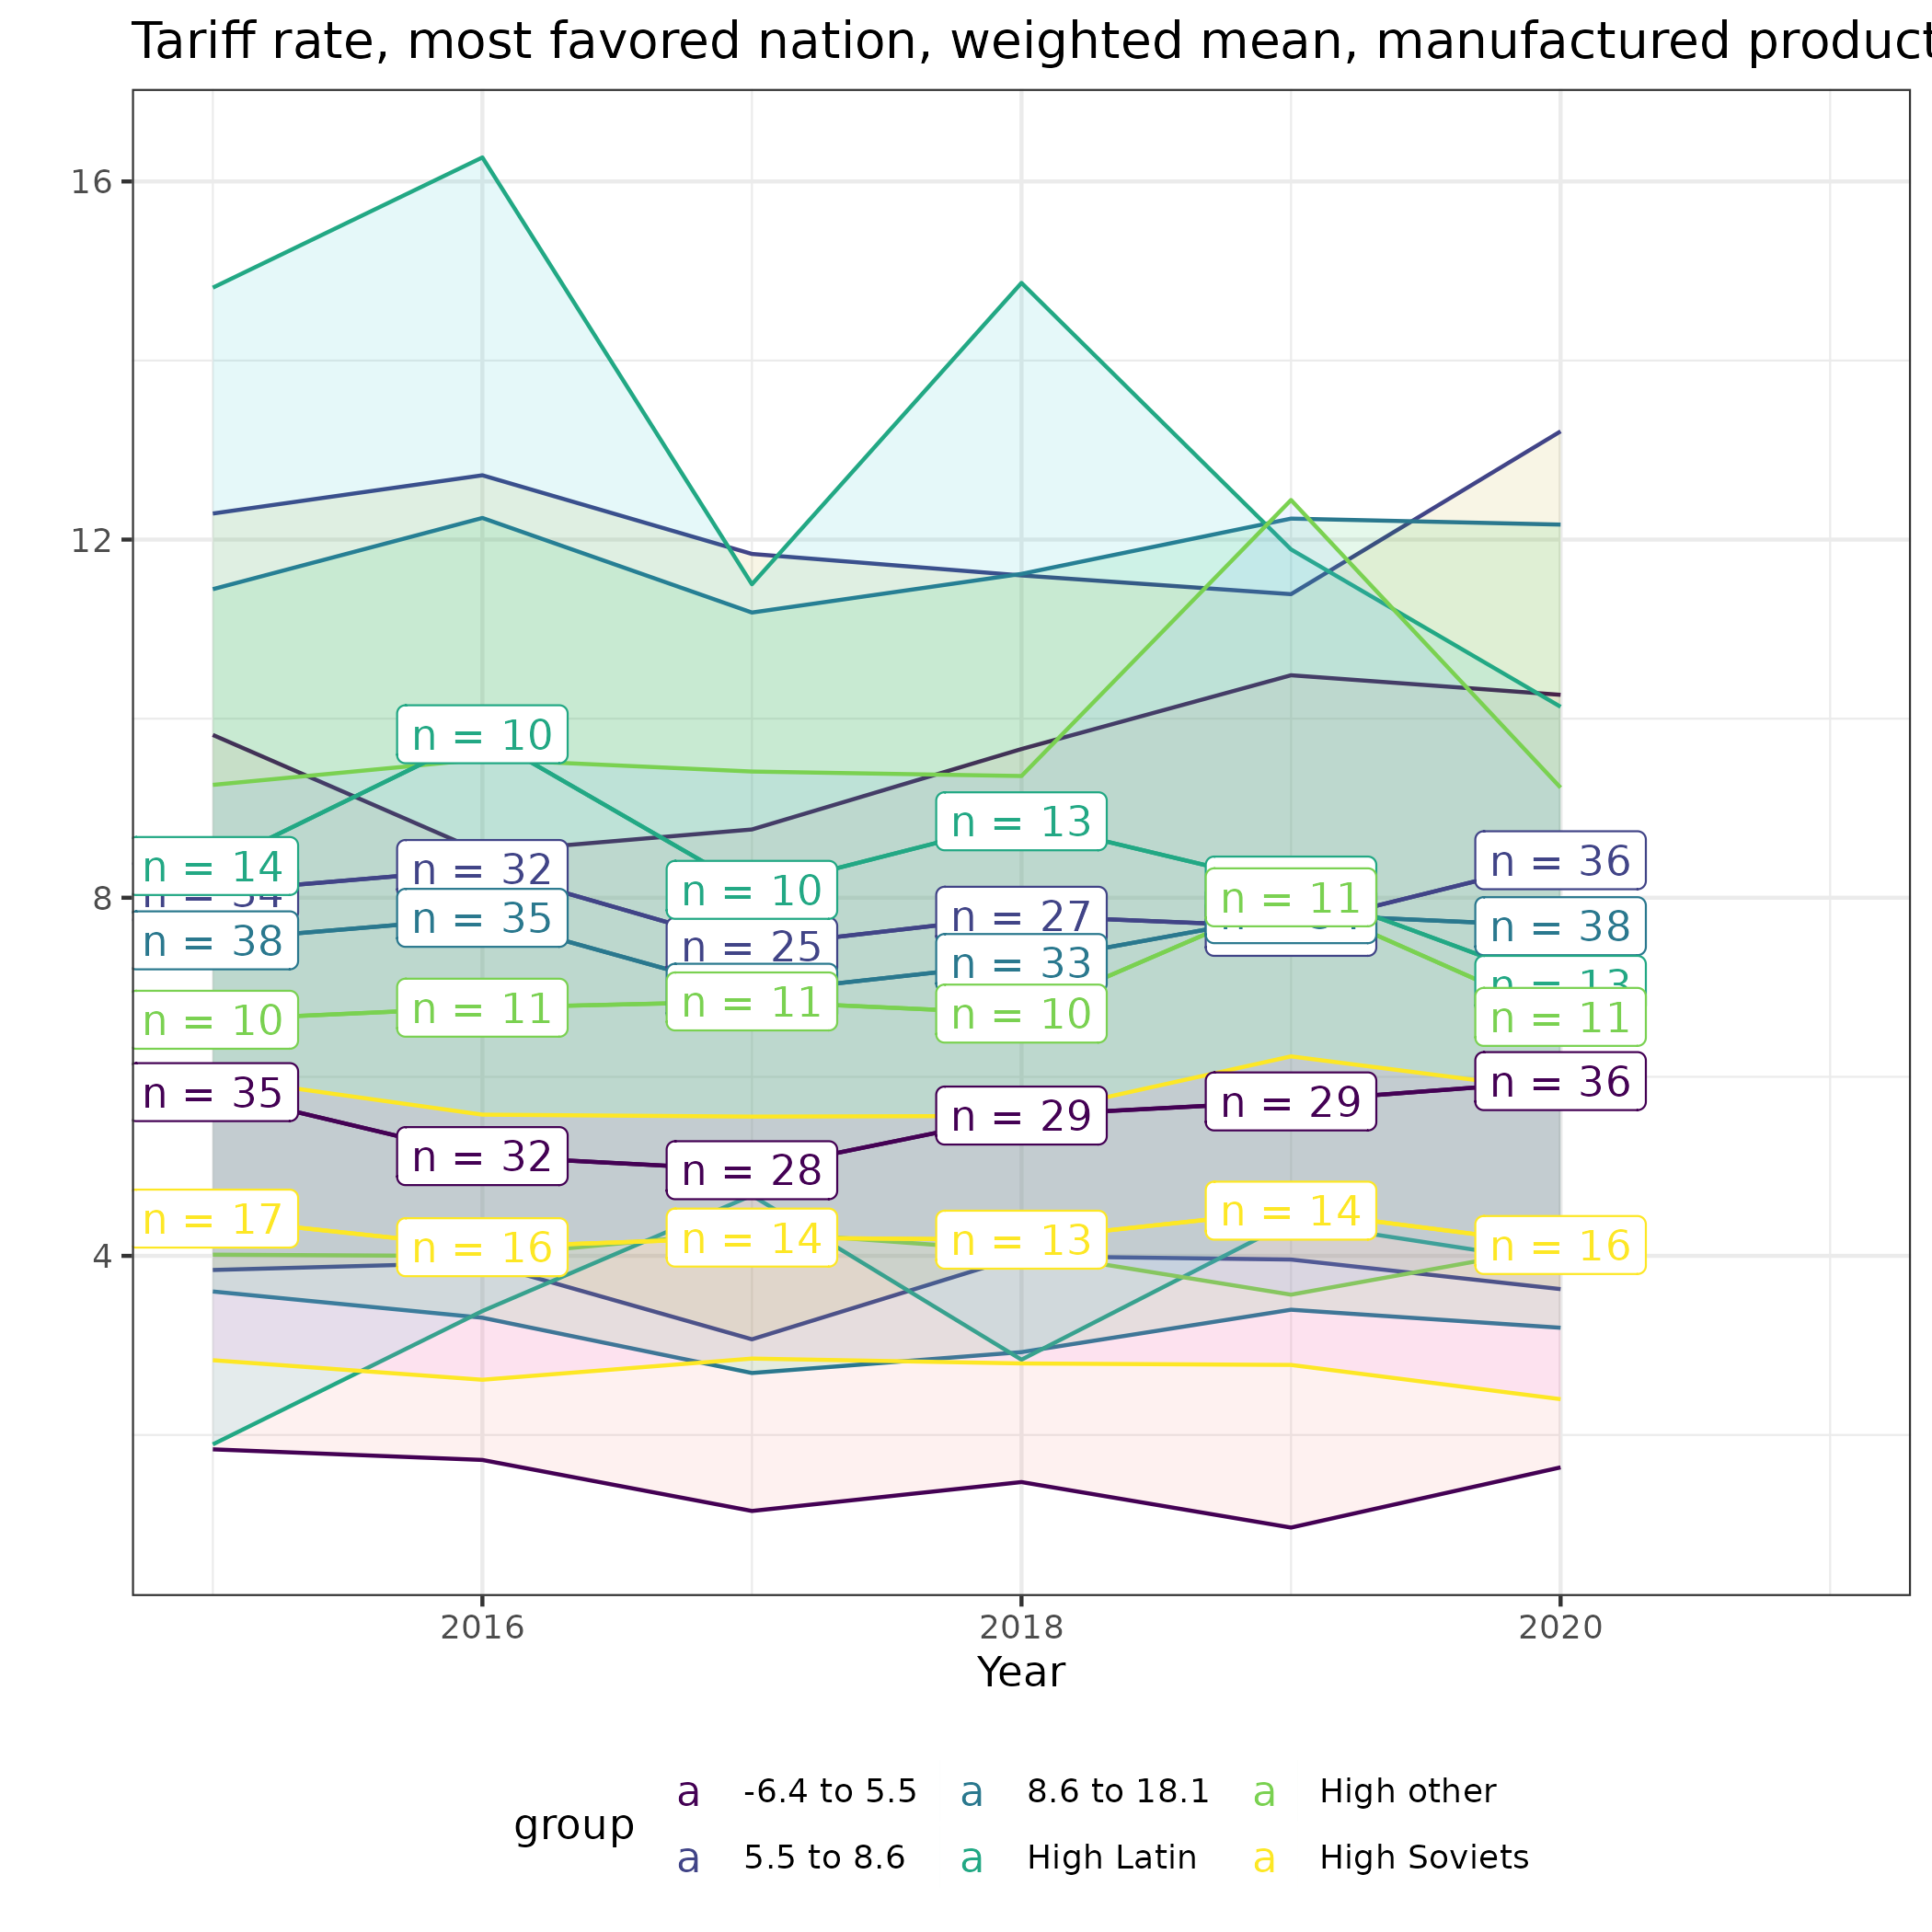 Tariff rate, most favored nation, weighted mean, manufactured product
16
12
8
4
n = 10
n = 13
n = 14
n = 32
n = 36
n = 10
n = 11
n = 35
n = 27
n = 38
n = 38
n = 25
n = 33
n = 13
n = 11
n = 10
n = 11
n = 10
n = 11
n = 35
n = 29
n = 29
n = 36
n = 32
n = 28
n = 17
n = 16
n = 14
n = 13
n = 14
n = 16
2016
2018
2020
Year
group
a -6.4 to 5.5
a 8.6 to 18.1
a High other
a 5.5 to 8.6
a High Latin
a High Soviets